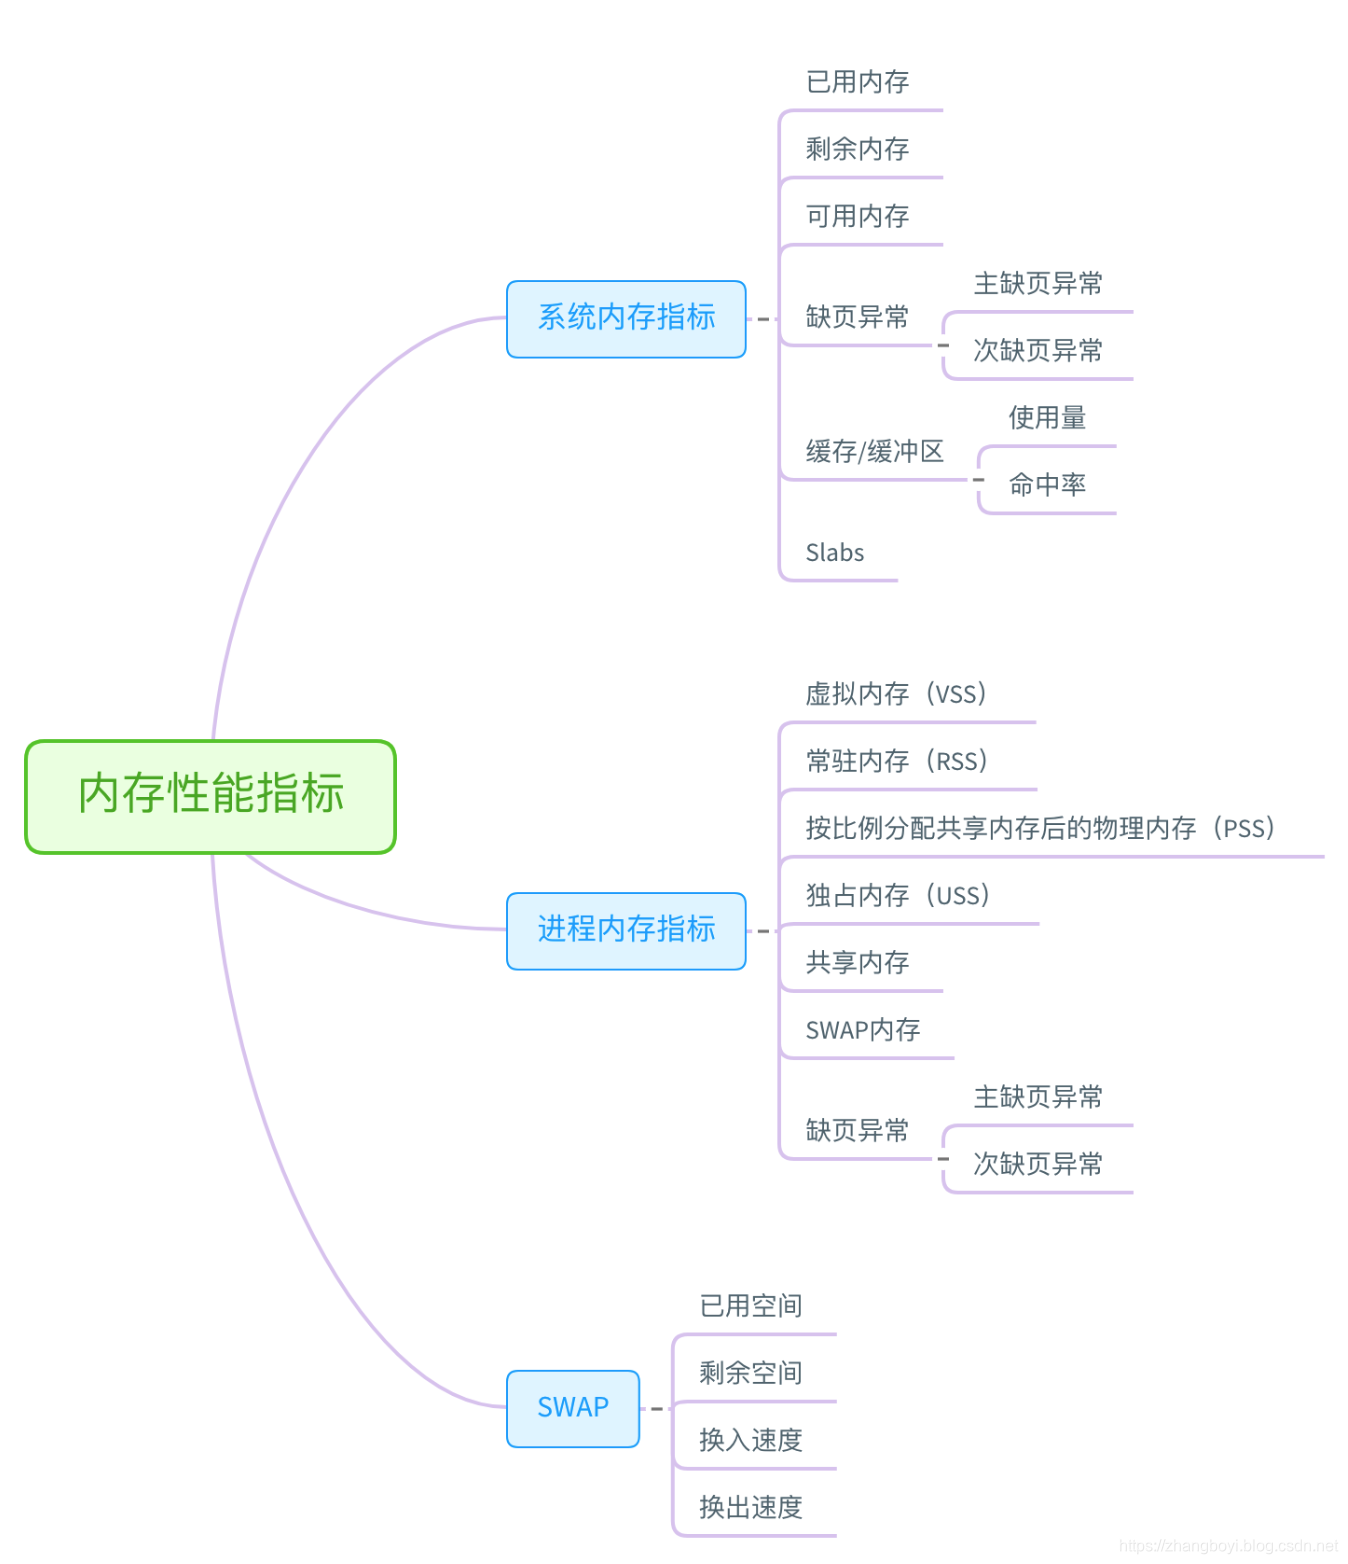 内存性能指标
系统内存指标
已用内存
剩余内存
可用内存
缺页异常
主缺页异常
次缺页异常
缓存/缓冲区
使用量
命中率
Slabs
进程内存指标
虚拟内存（VSS）
常驻内存（RSS）
按比例分配共享内存后的物理内存（PSS）
独占内存（USS）
共享内存
SWAP内存
缺页异常
主缺页异常
次缺页异常
SWAP
已用空间
剩余空间
换入速度
换出速度
https://zhangboyi.blog.csdn.net